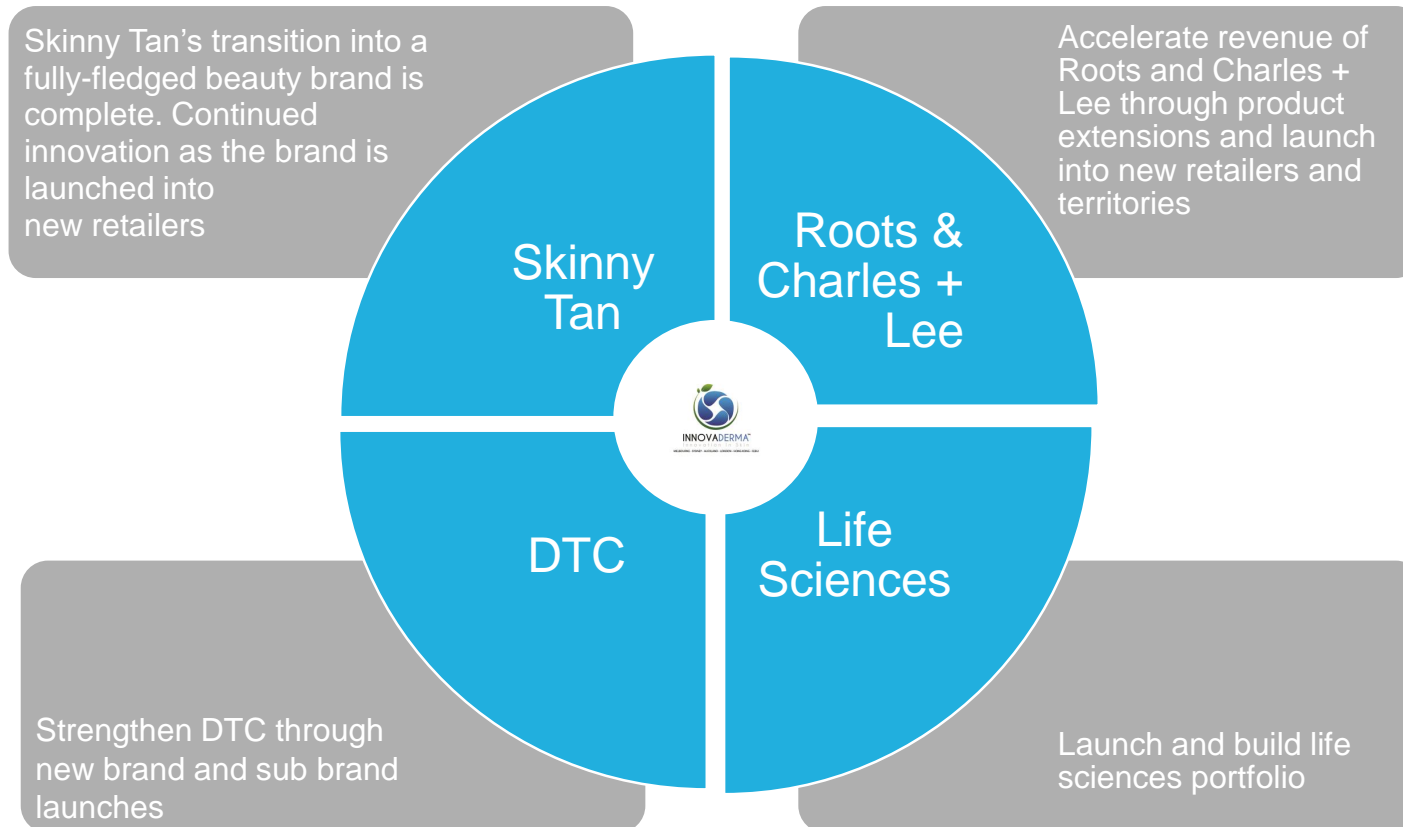 Skinny Tan’s transition into a
fully-fledged beauty brand is
complete. Continued
innovation as the brand is
launched into
new retailers
Accelerate revenue of
Roots and Charles +
Lee through product
extensions and launch
into new retailers and
territories
Skinny
Tan
Roots &
Charles +
Lee
INNOVADERMA™
DTC
Life
Sciences
Strengthen DTC through
new brand and sub brand
launches
Launch and build life
sciences portfolio